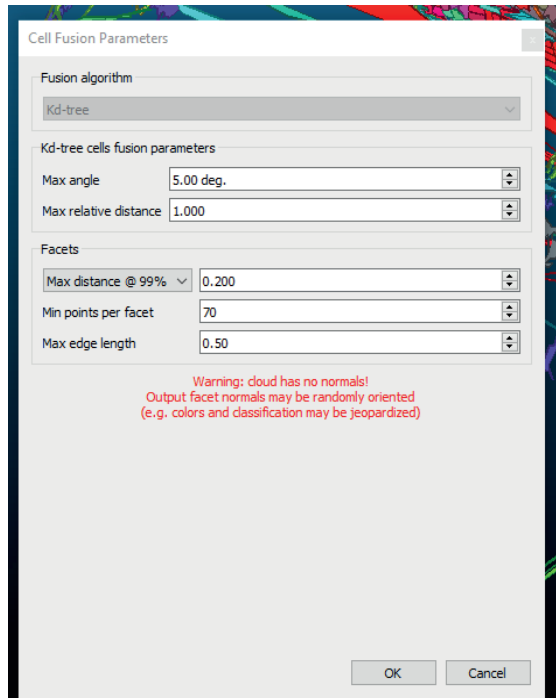 Cell Fusion Parameters
x
Fusion algorithm
Kd-tree
Kd-tree cells fusion parameters
Max angle 5.00 deg.
Max relative distance 1.000
Facets
Max distance @ 99% 0.200
Min points per facet 70
Max edge length 0.50
Warning: cloud has no normals!
Output facet normals may be randomly oriented
(e.g. colors and classification may be jeopardized)
OK Cancel